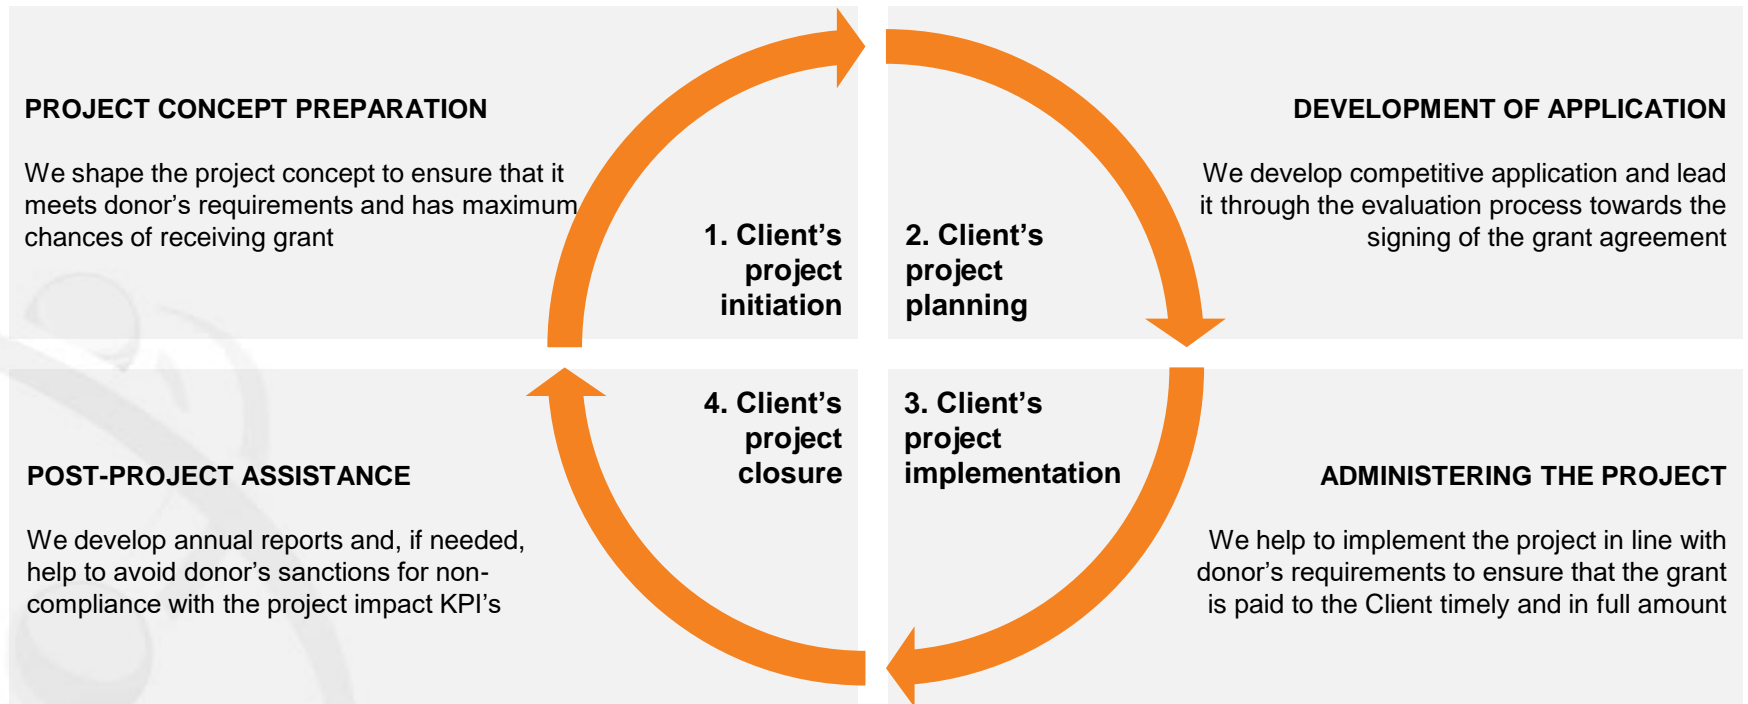 PROJECT CONCEPT PREPARATION
We shape the project concept to ensure that it
meets donor’s requirements and has maximum
chances of receiving grant
1. Client’s
project
initiation
2. Client’s
project
planning
DEVELOPMENT OF APPLICATION
We develop competitive application and lead
it through the evaluation process towards the
signing of the grant agreement
POST-PROJECT ASSISTANCE
We develop annual reports and, if needed,
help to avoid donor’s sanctions for non-
compliance with the project impact KPI’s
4. Client’s
project
closure
3. Client’s
project
implementation
ADMINISTERING THE PROJECT
We help to implement the project in line with
donor’s requirements to ensure that the grant
is paid to the Client timely and in full amount